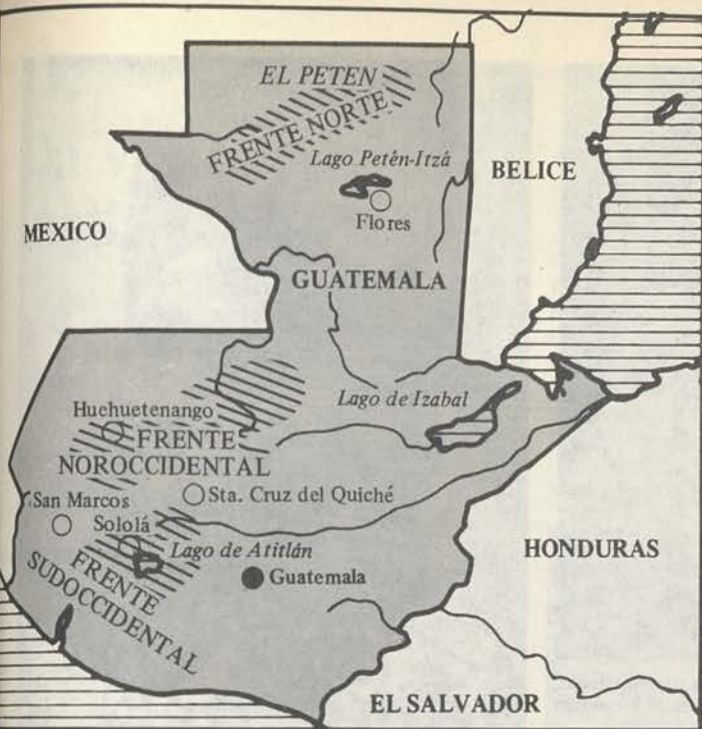 EL PETEN
FRENTE NORTE
Lago Petén-Itzá
BELICE
Flores
MEXICO
GUATEMALA
Huehuetenango
Lago de Izabal
FRENTE
NOROCCIDENTAL
San Marcos
Sta. Cruz del Quiché
Sololá
Lago de Atitlán
HONDURAS
FRENTE
SUDOCCIDENTAL
Guatemala
EL SALVADOR